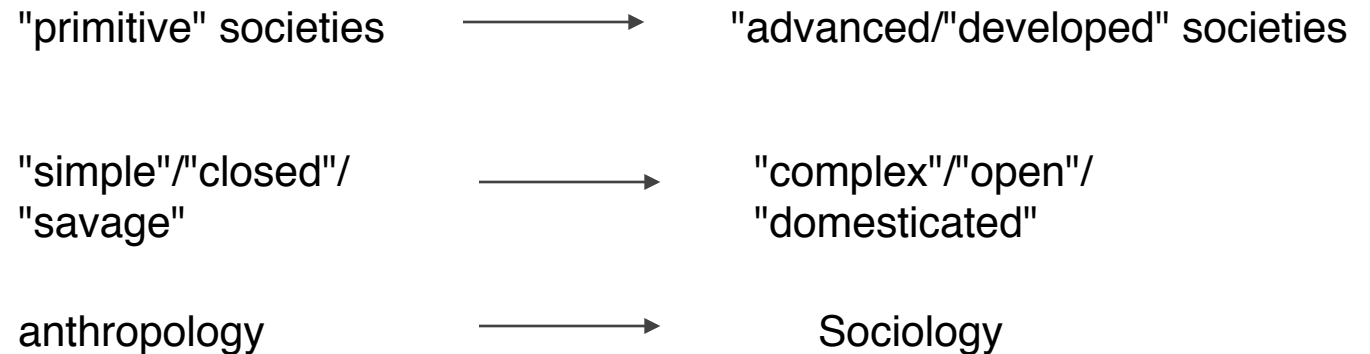 "primitive" societies "advanced/"developed" societies
"simple"/"closed"/ "complex"/"open"/
"savage" "domesticated"
anthropology Sociology